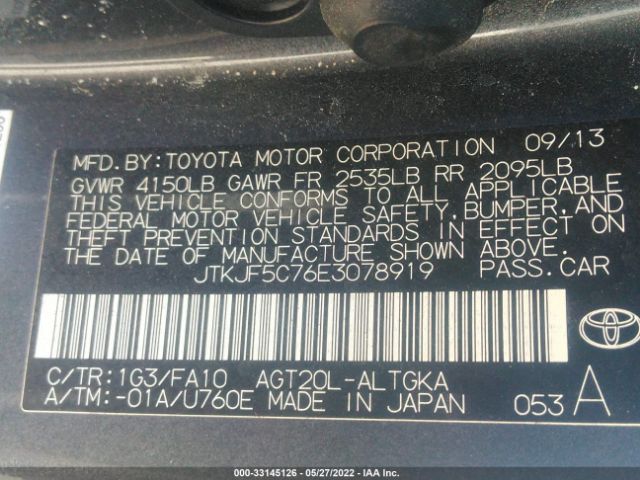 MFD.BY:TOYOTA MOTOR CORPORATION 09/13
GVWR 4150LB GAWR FR 2535LB RR 2095LB
THIS VEHICLE CONFORMS TO ALL APPLICABLE
FEDERAL MOTOR VEHICLE SAFETY,BUMPER,AND
THEFT PREVENTION STANDARDS IN EFFECT ON
THE DATE OF MANUFACTURE SHOWN ABOVE.
JTKJF5C76E3078919 PASS.CAR
C/TR:1G3/FA10 AGT20L-ALTGKA
A/TM:-01A/U760E MADE IN JAPAN 053 A
000-33145126 - 05/27/2022 - IAA Inc.